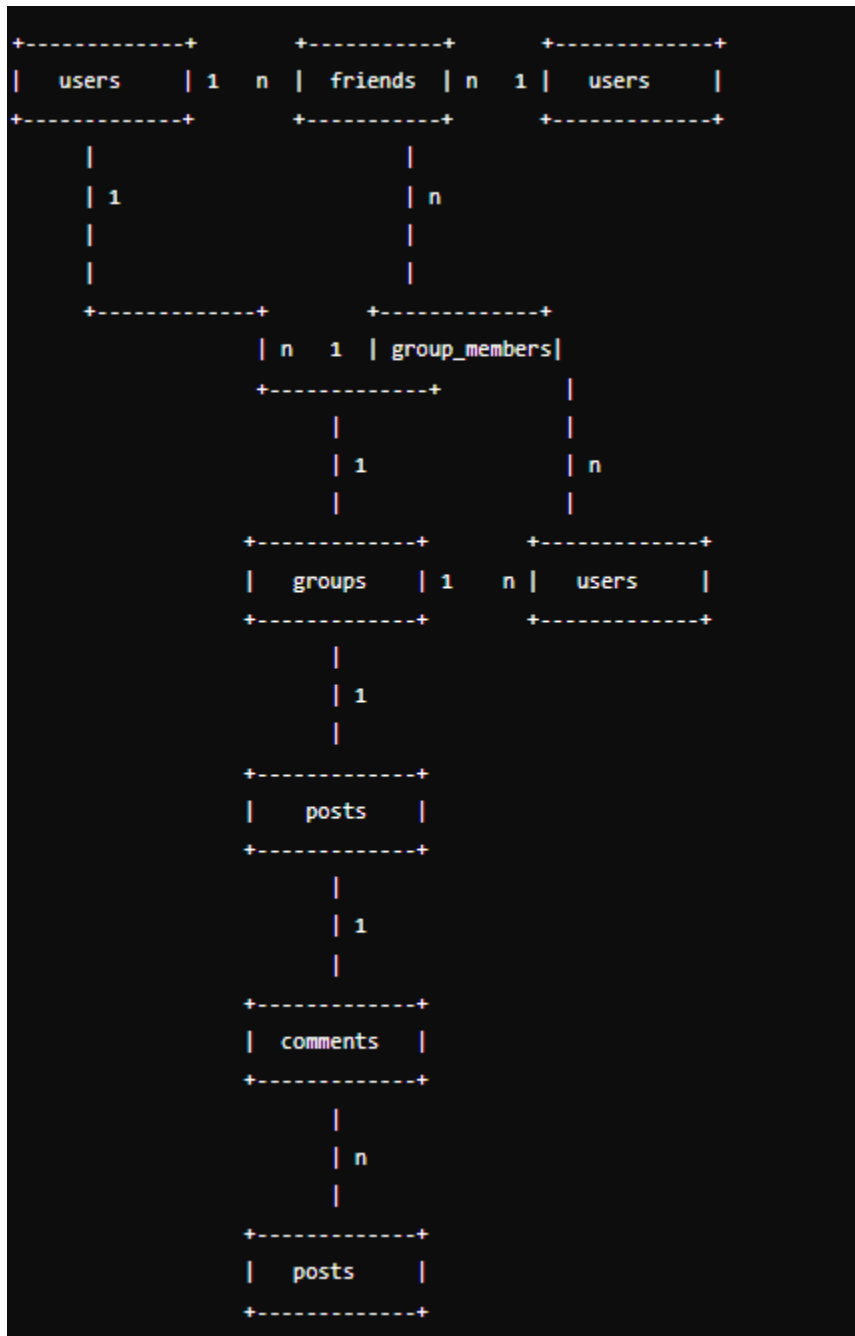 +-------------+        +-----------+       +-------------+
|   users     | 1   n  |  friends  | n   1 |   users     |
+-------------+        +-----------+       +-------------+
      |                         |
      | 1                       | n
      |                         |
      |                         |
      +-------------+        +-------------+
                    | n   1  | group_members|
                    +-------------+          |
                          |                  |
                          | 1                | n
                          |                  |
                   +-------------+        +-------------+
                   |   groups    | 1    n |   users     |
                   +-------------+        +-------------+
                          |
                          | 1
                          |
                   +-------------+
                   |    posts    |
                   +-------------+
                          |
                          | 1
                          |
                   +-------------+
                   |  comments   |
                   +-------------+
                          |
                          | n
                          |
                   +-------------+
                   |   posts     |
                   +-------------+